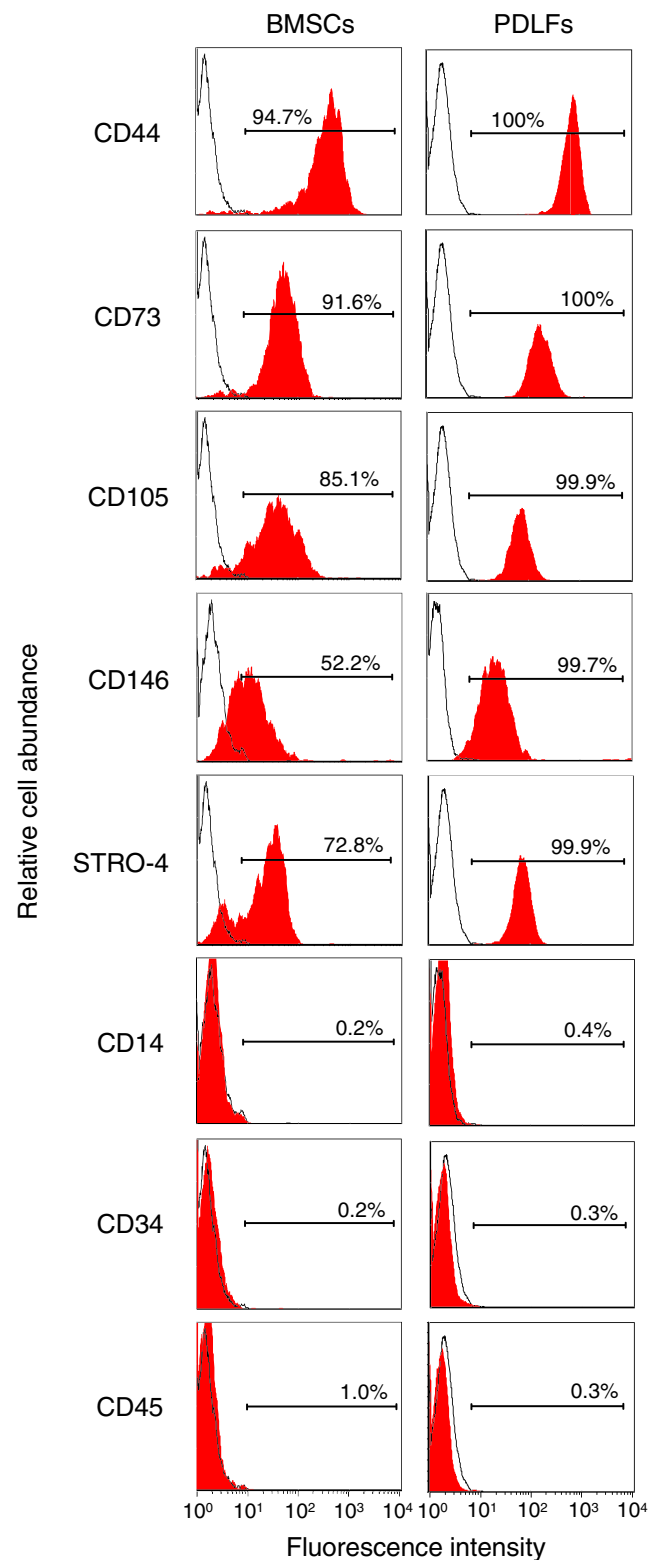 BMSCs PDLFs
CD44 94.7% 100%
CD73 91.6% 100%
CD105 85.1% 99.9%
CD146 52.2% 99.7%
STRO-4 72.8% 99.9%
CD14 0.2% 0.4%
CD34 0.2% 0.3%
CD45 1.0% 0.3%
Relative cell abundance
10⁰ 10¹ 10² 10³ 10⁴ 10⁰ 10¹ 10² 10³ 10⁴
Fluorescence intensity